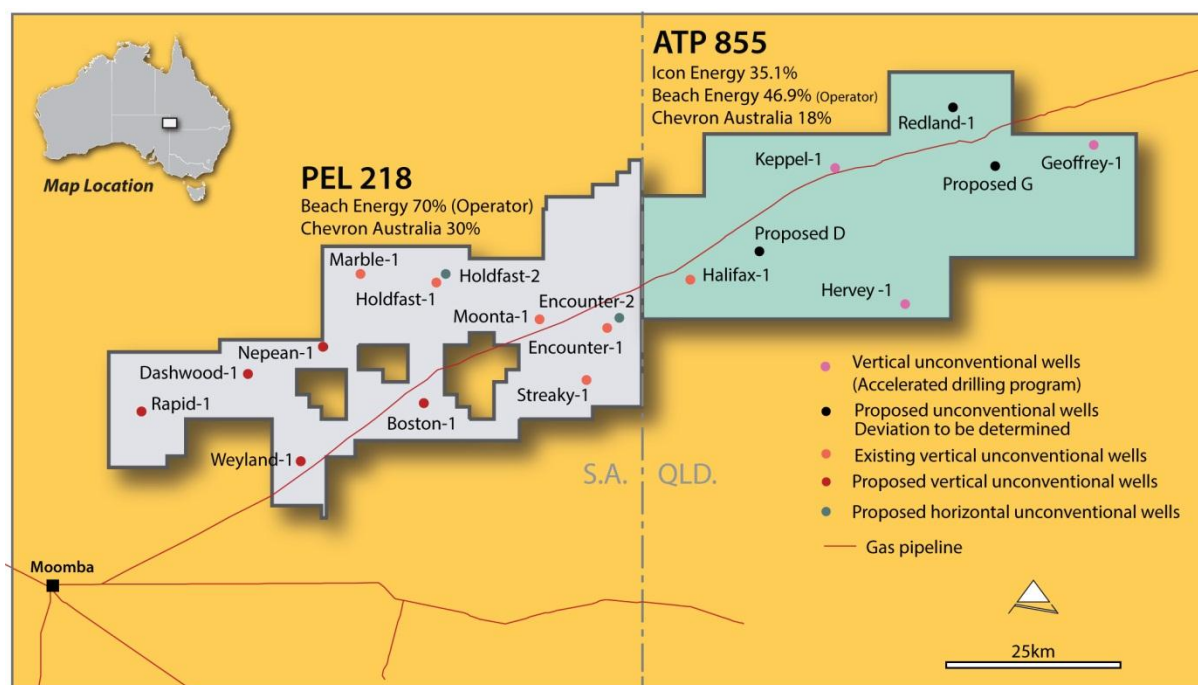 Map Location
ATP 855
Icon Energy 35.1%
Beach Energy 46.9% (Operator)
Chevron Australia 18%
PEL 218
Beach Energy 70% (Operator)
Chevron Australia 30%
Redland-1
Keppel-1
Geoffrey-1
Proposed G
Proposed D
Halifax-1
Hervey -1
Marble-1
Holdfast-2
Holdfast-1
Encounter-2
Moonta-1
Encounter-1
Nepean-1
Dashwood-1
Streaky-1
Rapid-1
Boston-1
Weyland-1
S.A.
QLD.
Moomba
Vertical unconventional wells
(Accelerated drilling program)
Proposed unconventional wells
Deviation to be determined
Existing vertical unconventional wells
Proposed vertical unconventional wells
Proposed horizontal unconventional wells
Gas pipeline
25km